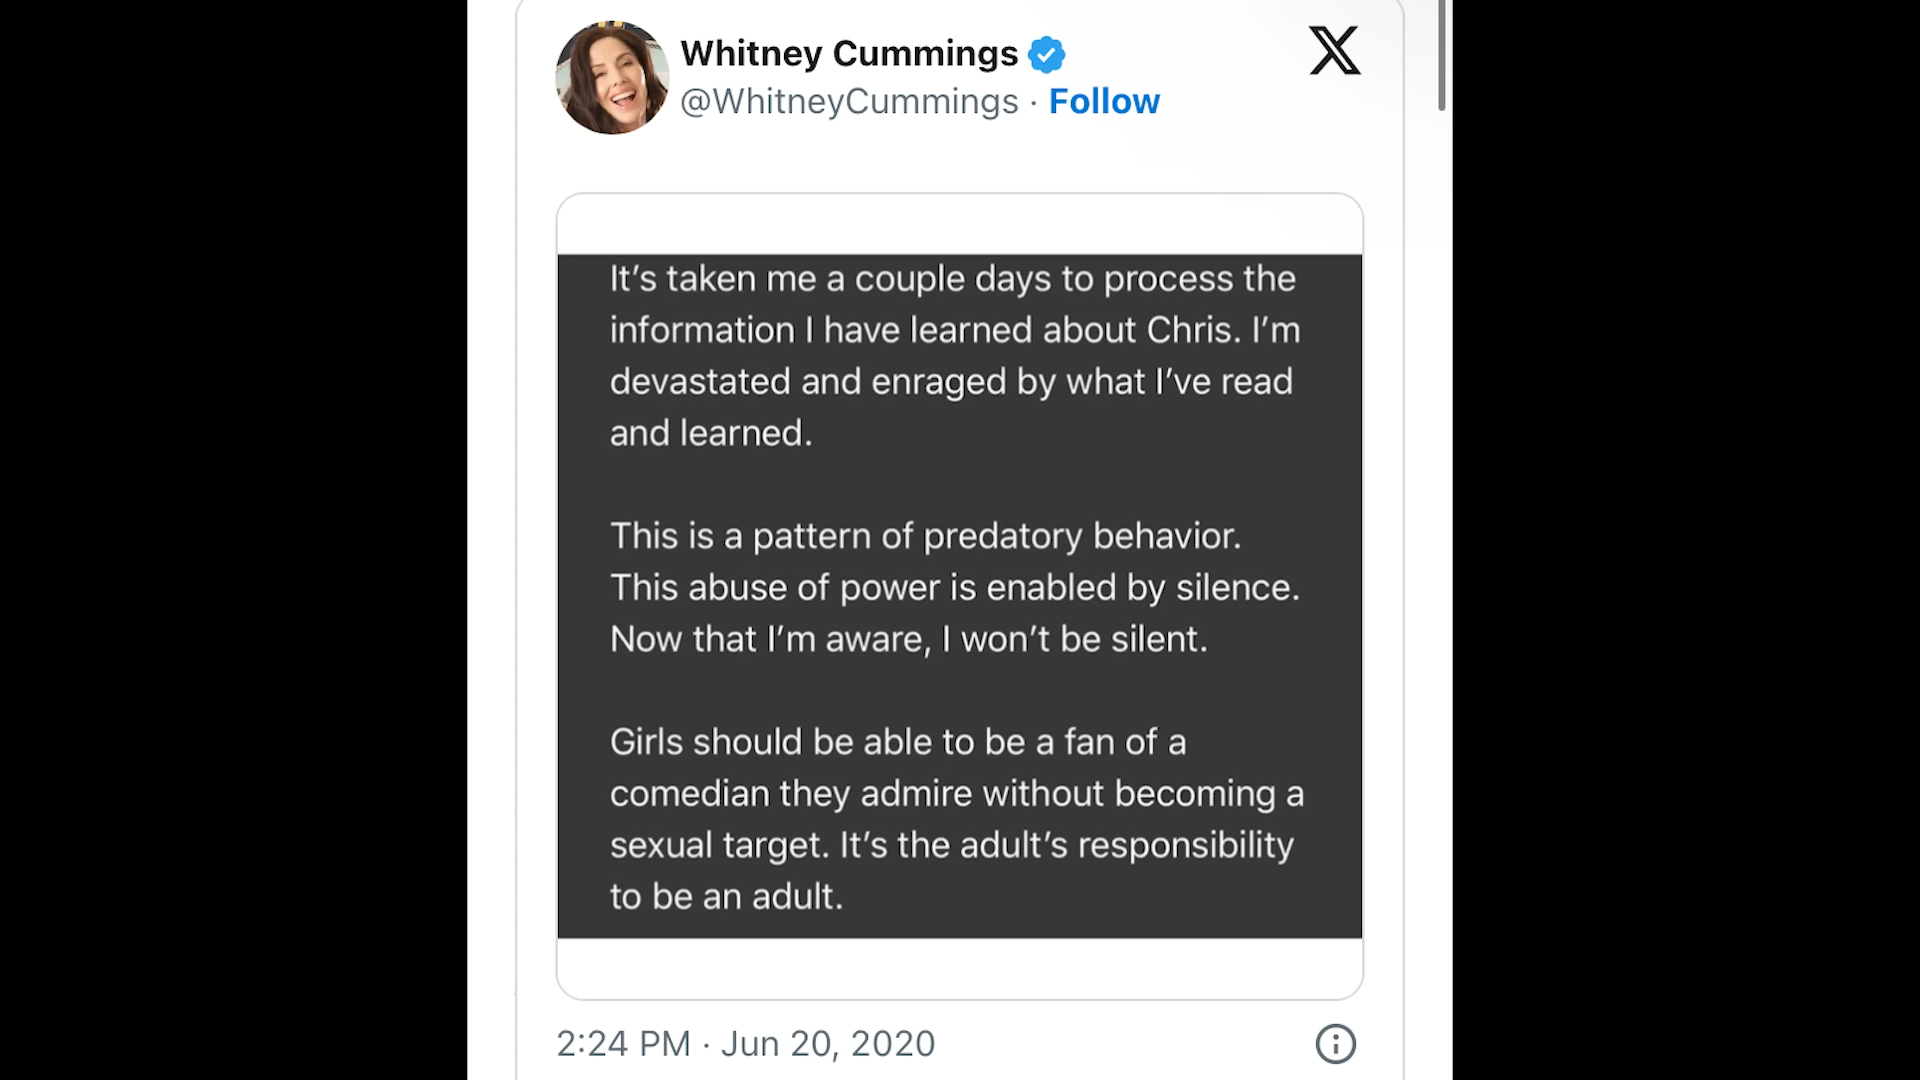 Whitney Cummings
@WhitneyCummings · Follow
It’s taken me a couple days to process the
information I have learned about Chris. I’m
devastated and enraged by what I’ve read
and learned.
This is a pattern of predatory behavior.
This abuse of power is enabled by silence.
Now that I’m aware, I won’t be silent.
Girls should be able to be a fan of a
comedian they admire without becoming a
sexual target. It’s the adult’s responsibility
to be an adult.
2:24 PM · Jun 20, 2020